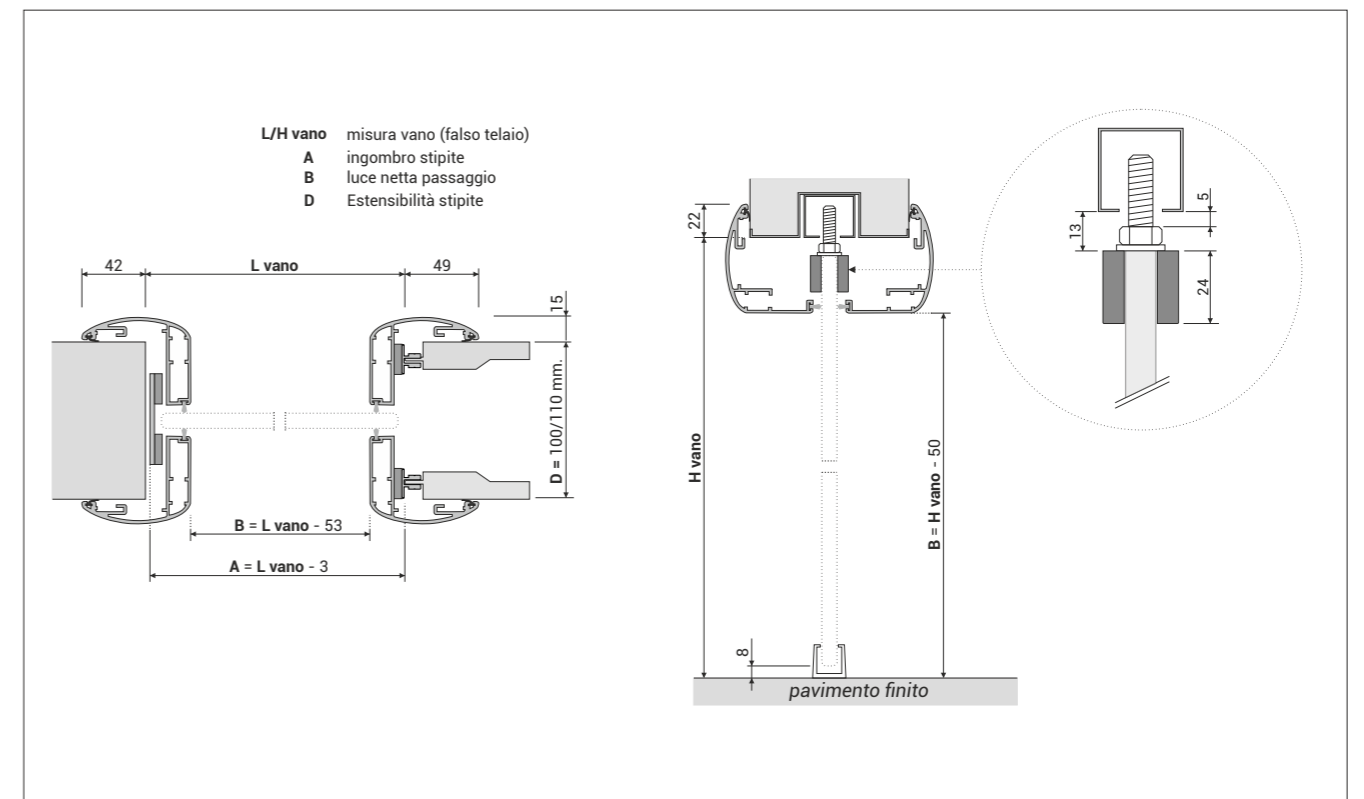 L/H vano misura vano (falso telaio)
A ingombro stipite
B luce netta passaggio
D Estensibilità stipite
42
L vano
49
15
D = 100/110 mm.
B = L vano - 53
A = L vano - 3
22
H vano
B = H vano - 50
8
pavimento finito
13
5
24